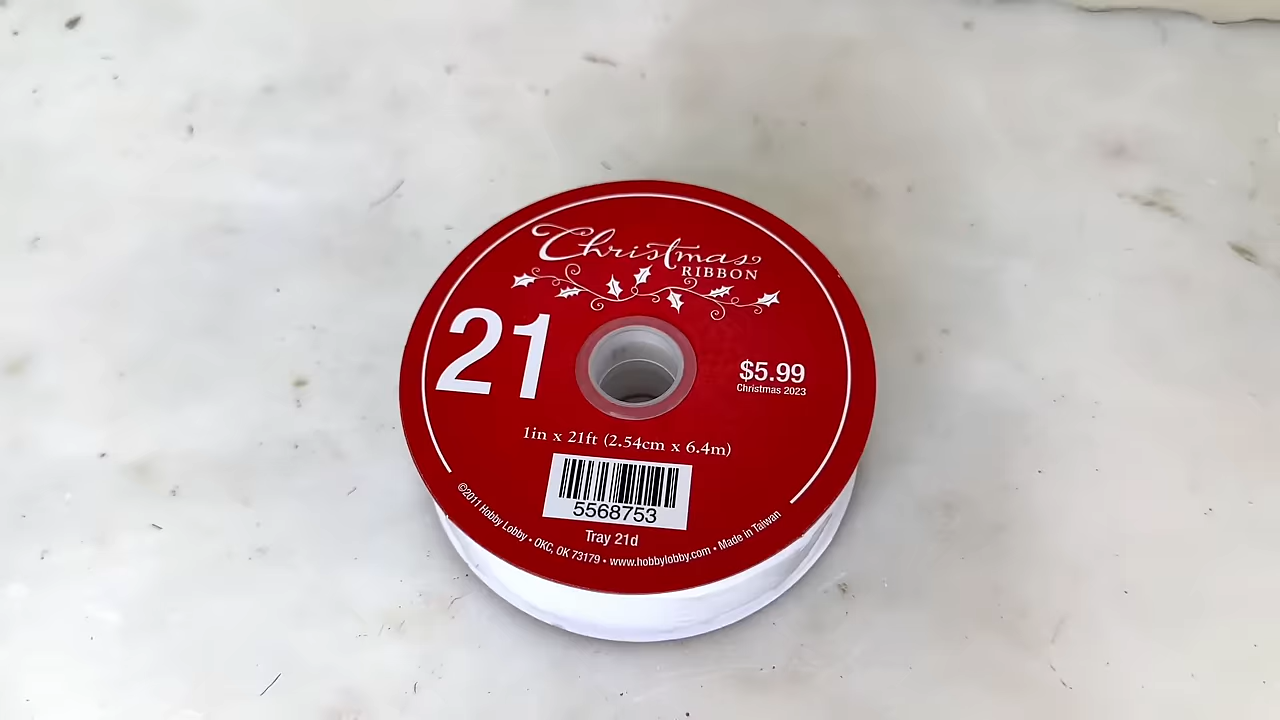 Christmas
RIBBON
21
$5.99
Christmas 2023
1in x 21ft (2.54cm x 6.4m)
5568753
Tray 21d
©2011 Hobby Lobby • OKC, OK 73179 • www.hobbylobby.com • Made in Taiwan